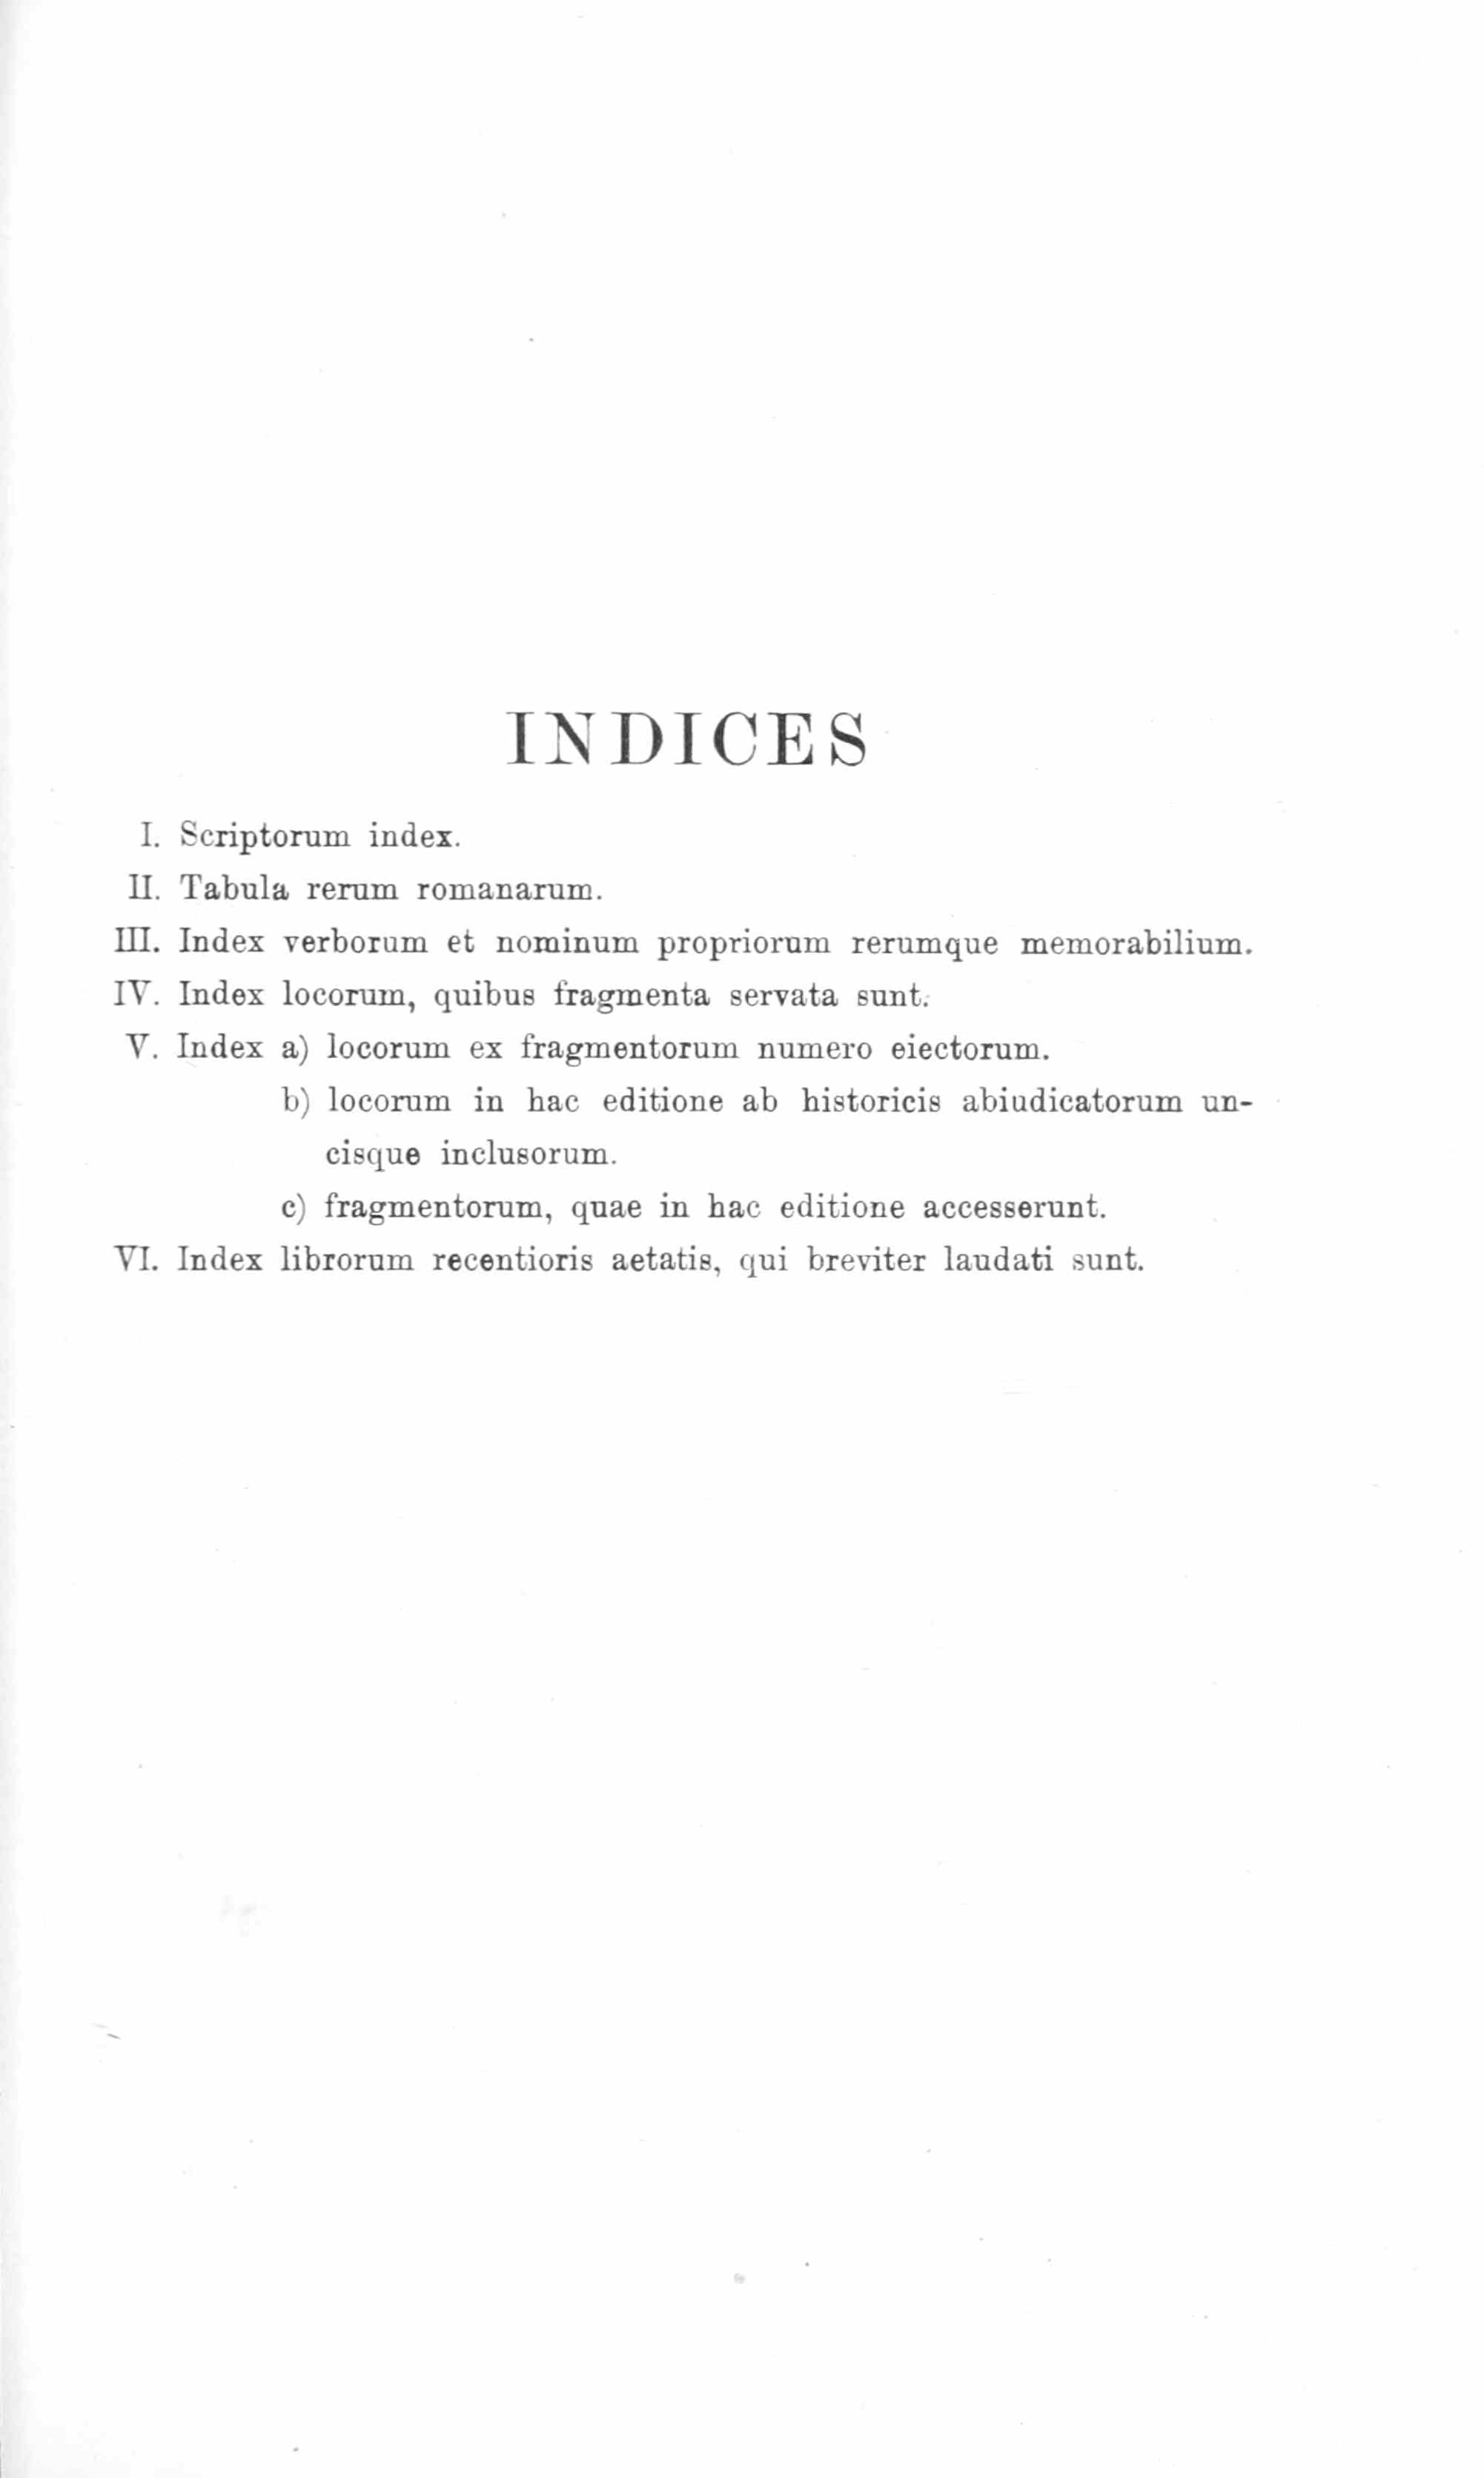 INDICES
I. Scriptorum index.
II. Tabula rerum romanarum.
III. Index verborum et nominum propriorum rerumque memorabilium.
IV. Index locorum, quibus fragmenta servata sunt.
V. Index a) locorum ex fragmentorum numero eiectorum.
b) locorum in hac editione ab historicis abiudicatorum un-
cisque inclusorum.
c) fragmentorum, quae in hac editione accesserunt.
VI. Index librorum recentioris aetatis, qui breviter laudati sunt.